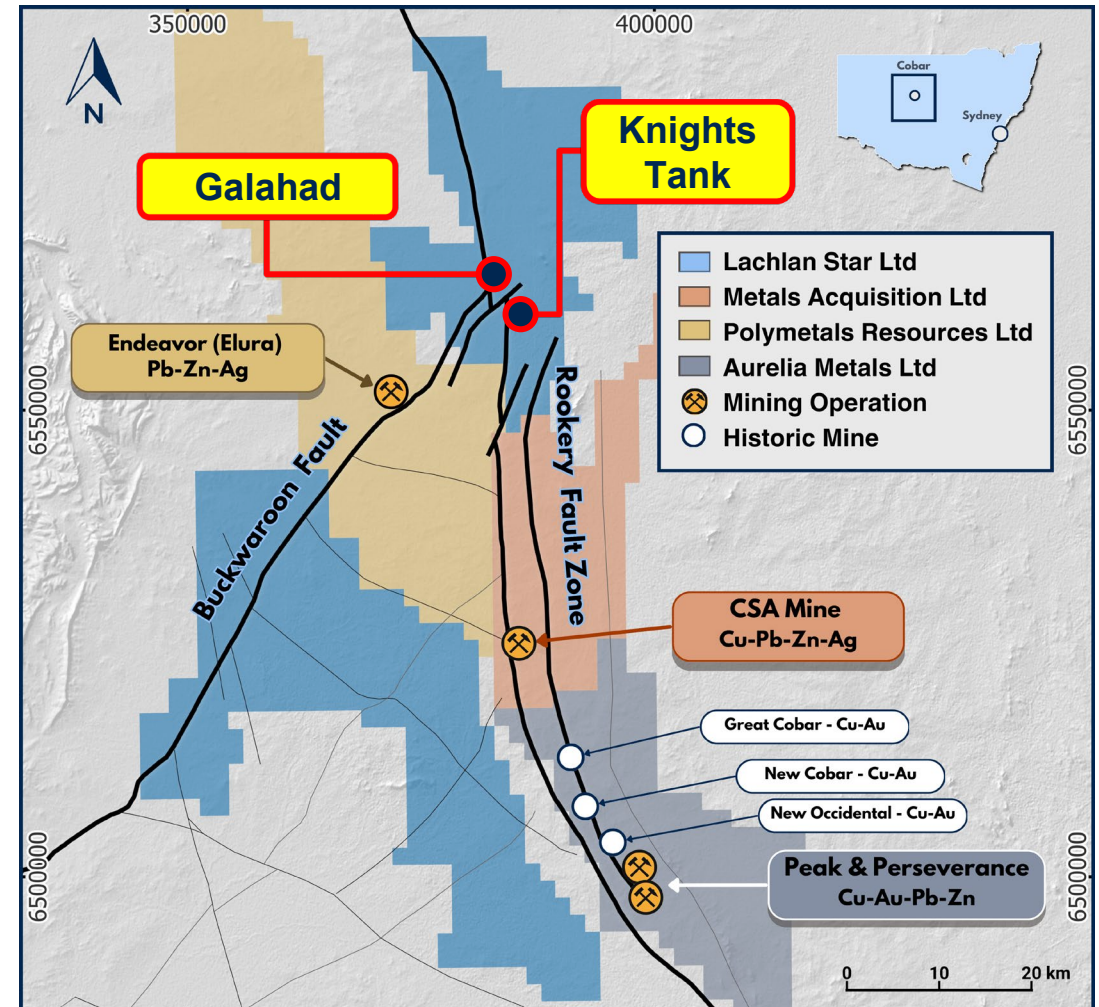 350000
400000
N
Cobar
Sydney
Knights
Tank
Galahad
Lachlan Star Ltd
Metals Acquisition Ltd
Polymetals Resources Ltd
Aurelia Metals Ltd
Mining Operation
Historic Mine
Endeavor (Elura)
Pb-Zn-Ag
6550000
6550000
Buckwaroon Fault
Rookery Fault Zone
CSA Mine
Cu-Pb-Zn-Ag
Great Cobar - Cu-Au
New Cobar - Cu-Au
New Occidental - Cu-Au
Peak & Perseverance
Cu-Au-Pb-Zn
6500000
6500000
0 10 20 km